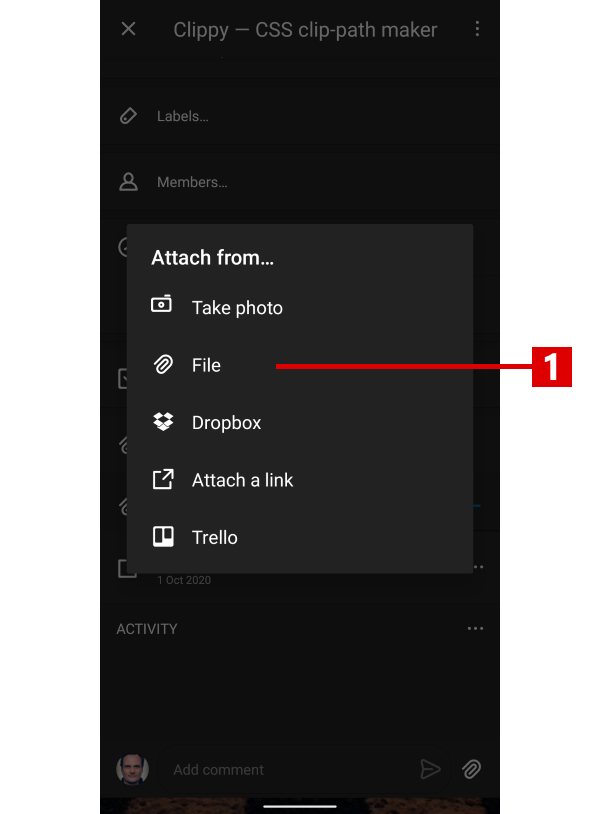 Clippy — CSS clip-path maker
Labels...
Members...
Attach from...
Take photo
File
1
Dropbox
Attach a link
Trello
1 Oct 2020
ACTIVITY
Add comment